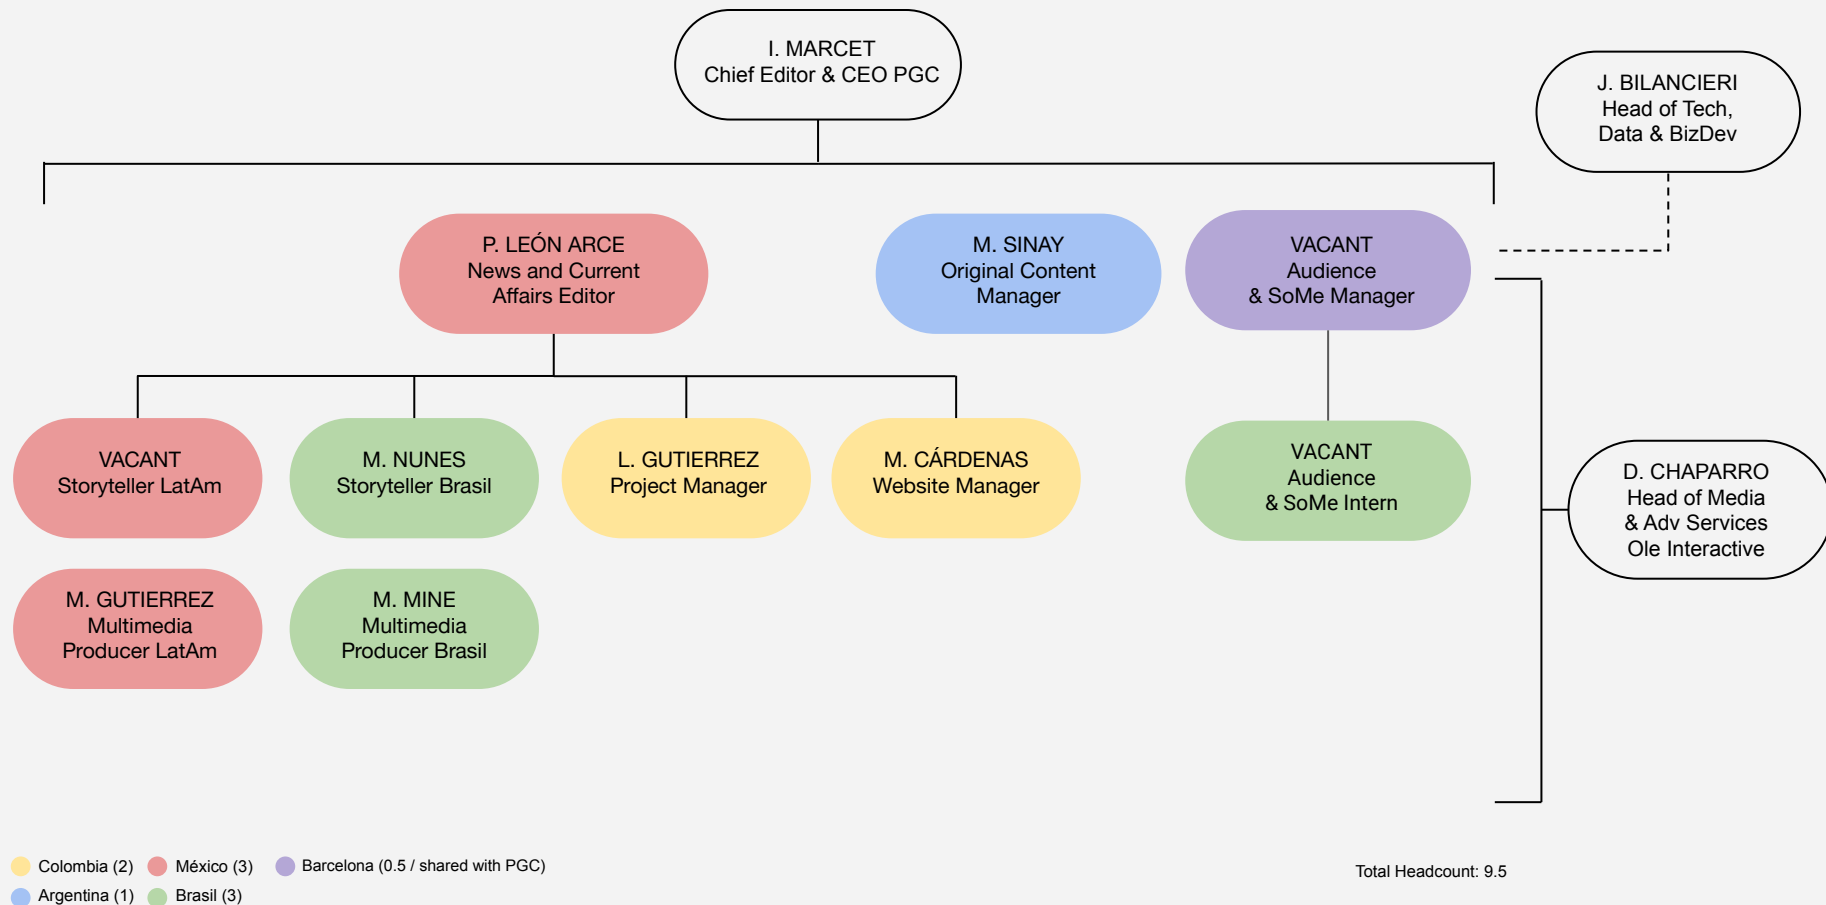 I. MARCET
Chief Editor & CEO PGC
J. BILANCIERI
Head of Tech,
Data & BizDev
P. LEÓN ARCE
News and Current
Affairs Editor
M. SINAY
Original Content
Manager
VACANT
Audience
& SoMe Manager
VACANT
Storyteller LatAm
M. NUNES
Storyteller Brasil
L. GUTIERREZ
Project Manager
M. CÁRDENAS
Website Manager
VACANT
Audience
& SoMe Intern
D. CHAPARRO
Head of Media
& Adv Services
Ole Interactive
M. GUTIERREZ
Multimedia
Producer LatAm
M. MINE
Multimedia
Producer Brasil
Colombia (2)
México (3)
Barcelona (0.5 / shared with PGC)
Argentina (1)
Brasil (3)
Total Headcount: 9.5